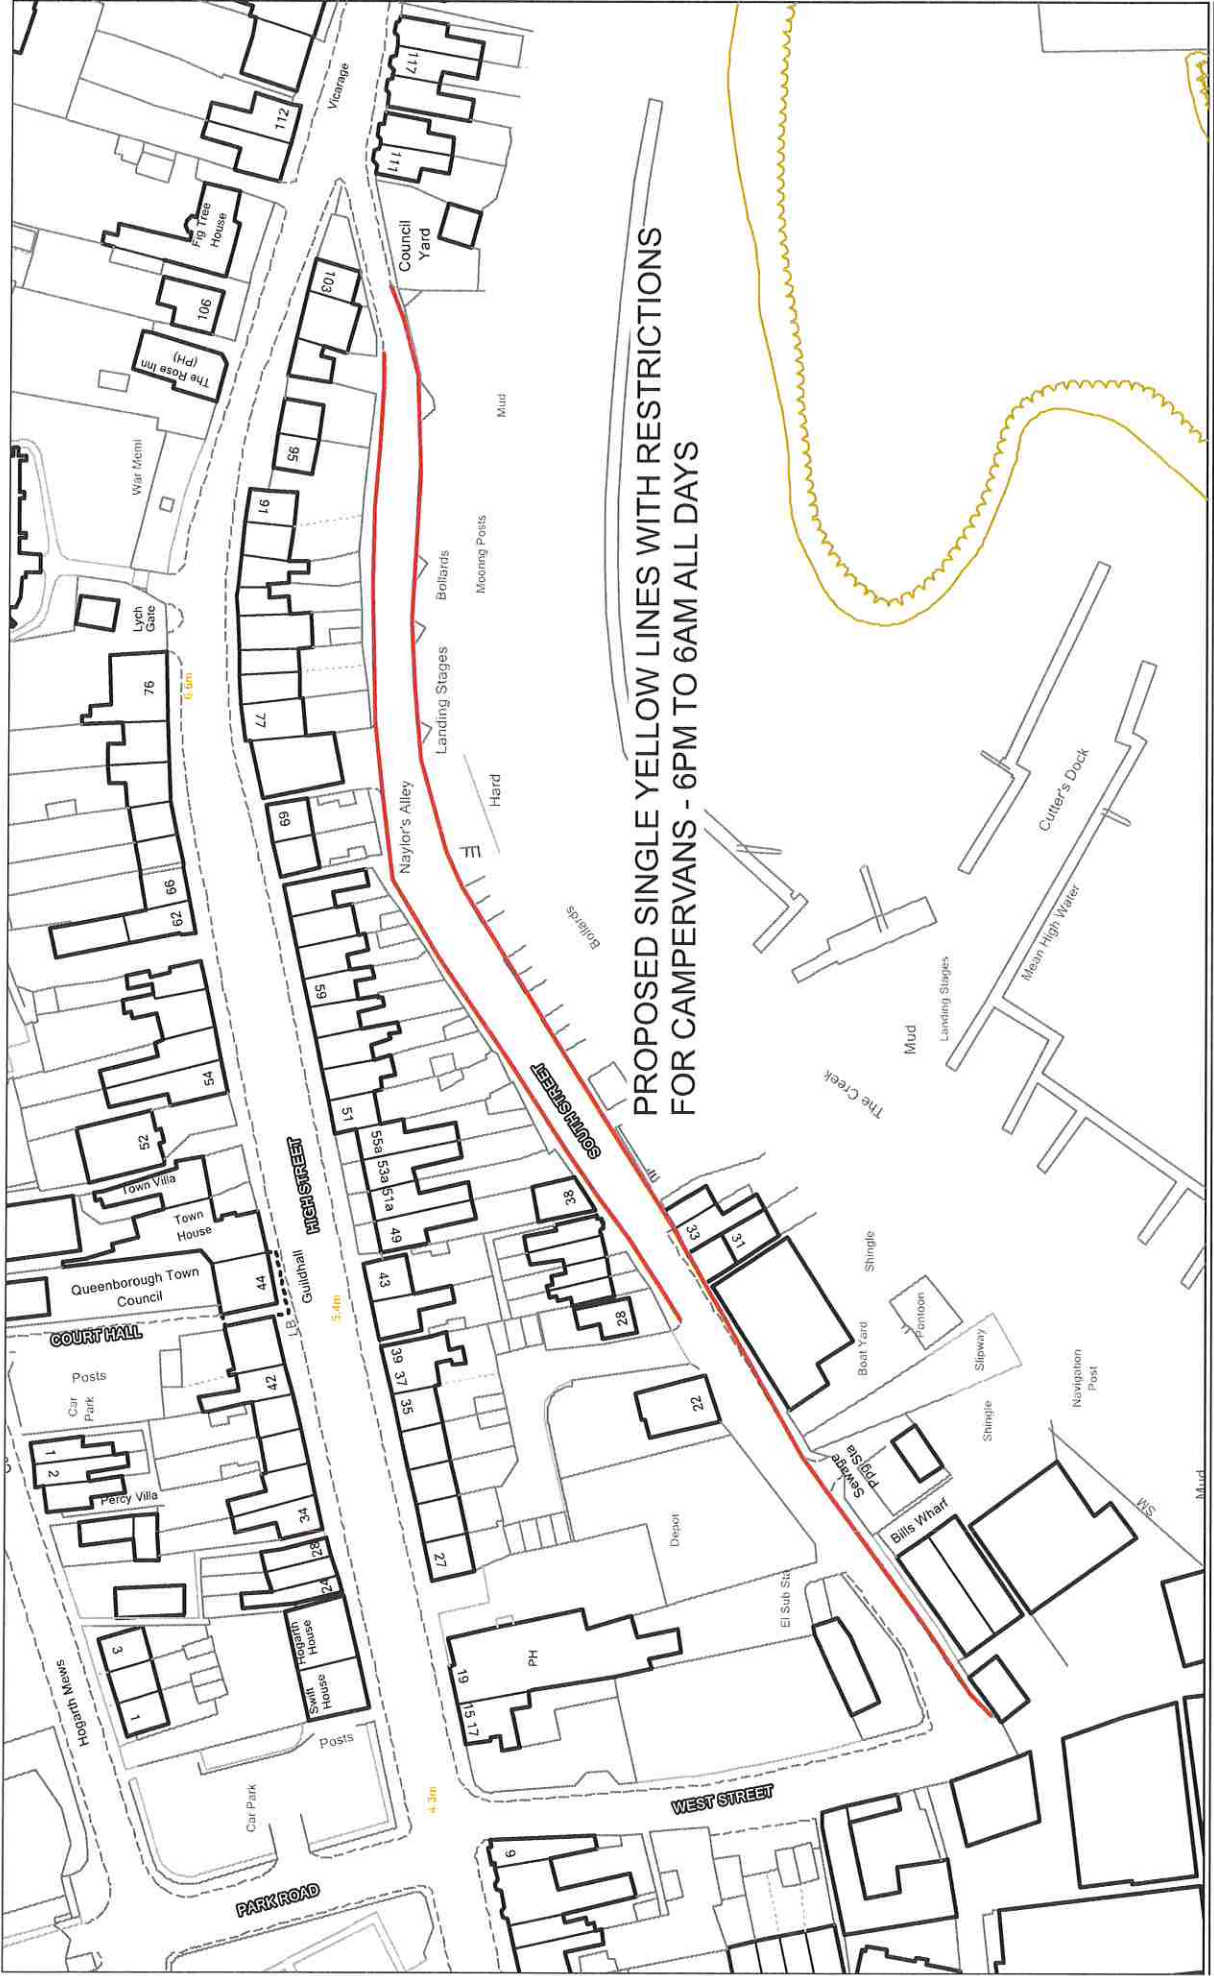 PROPOSED SINGLE YELLOW LINES WITH RESTRICTIONS
FOR CAMPERVANS - 6PM TO 6AM ALL DAYS
Vicarage
117
111
112
Fig Tree
House
Council
Yard
103
106
The Rose Inn
(PH)
95
War Meml
Mud
91
Bollards
Mooring Posts
Lych
Gate
76
6.6m
77
Landing Stages
Naylor's Alley
Hard
69
66
62
Bollards
Cutter's Dock
Mean High Water
59
Landing Stages
Mud
The Creek
54
51
SOUTH STREET
52
55a
53a
51a
49
38
Town Villa
Town
House
HIGH STREET
Guildhall
33
31
Shingle
Queenborough Town
Council
44
43
COURT HALL
LB
5.4m
28
Pontoon
Boat Yard
Slipway
Posts
Car
Park
42
39
37
35
22
Navigation
Post
Shingle
1
2
Percy Villa
34
Sewage
Ppg Sta
Bills Wharf
SM
Mud
Depot
27
28
24
El Sub Sta
Hogarth
House
Swift
House
3
1
Hogarth Mews
19
15 17
PH
Posts
Car Park
4.3m
WEST STREET
PARK ROAD
6